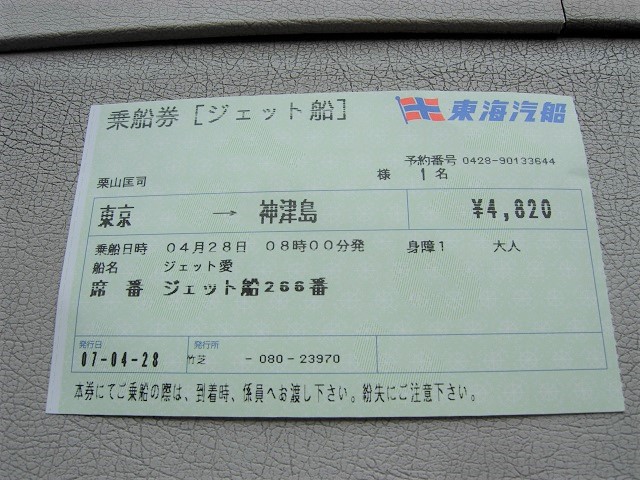 乗船券[ジェット船]
東海汽船
予約番号 0428-90133644
栗山匡司 様 1名
東京 → 神津島 ¥4,820
乗船日時 04月28日 08時00分発 身障1 大人
船名 ジェット愛
席番 ジェット船266番
発行日 発行所
07-04-28 竹芝 -080-23970
本券にてご乗船の際は、到着時、係員へお渡し下さい。紛失にご注意下さい。